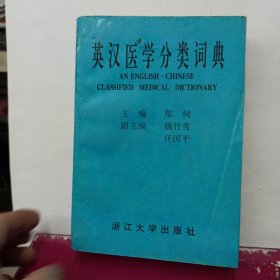 英汉医学分类词典
AN ENGLISH-CHINESE
CLASSIFIED MEDICAL DICTIONARY
主编 郑树
副主编 姚竹秀
任国平
浙江大学出版社